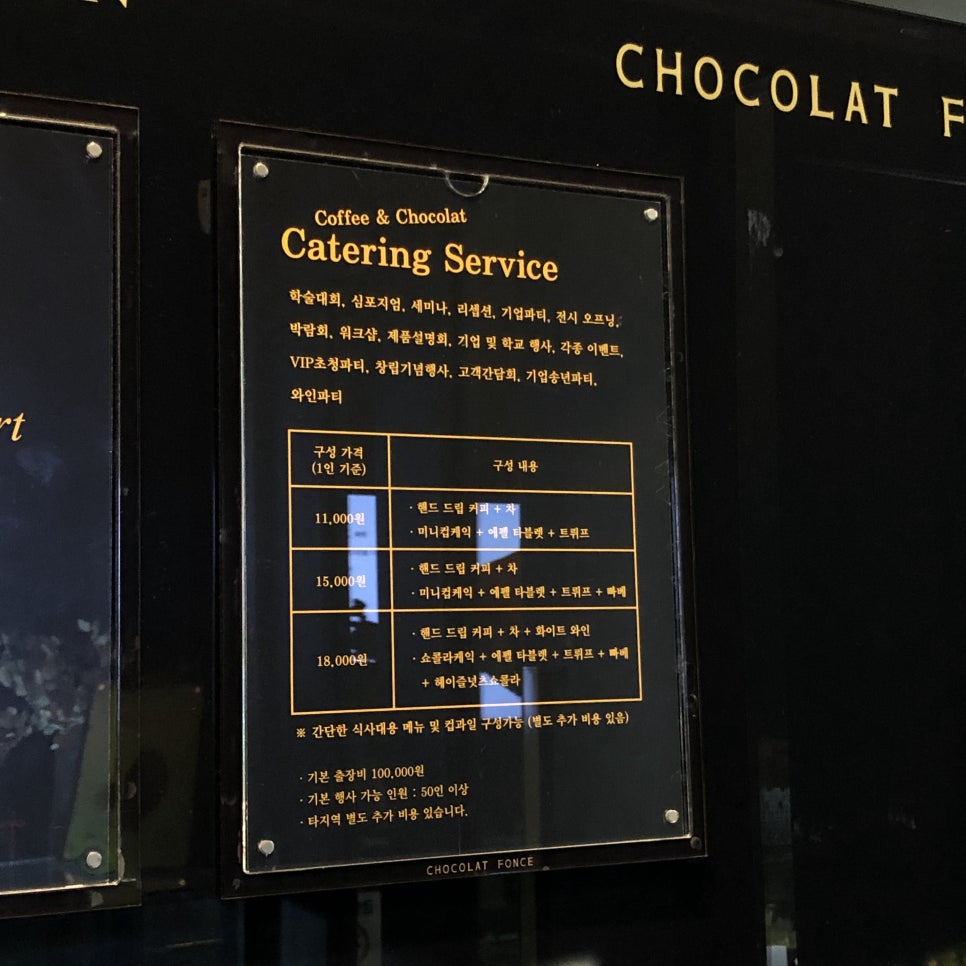 CHOCOLAT F
rt
Coffee & Chocolat
Catering Service
학술대회, 심포지엄, 세미나, 리셉션, 기업파티, 전시 오프닝,
박람회, 워크샵, 제품설명회, 기업 및 학교 행사, 각종 이벤트,
VIP초청파티, 창립기념행사, 고객간담회, 기업송년파티,
와인파티
구성 가격
(1인 기준)
구성 내용
11,000원
· 핸드 드립 커피 + 차
· 미니컵케익 + 에펠 타블렛 + 트뤼프
15,000원
· 핸드 드립 커피 + 차
· 미니컵케익 + 에펠 타블렛 + 트뤼프 + 빠베
18,000원
· 핸드 드립 커피 + 차 + 화이트 와인
· 쇼콜라케익 + 에펠 타블렛 + 트뤼프 + 빠베
+ 헤이즐넛츠쇼콜라
※ 간단한 식사대용 메뉴 및 컵과일 구성가능 (별도 추가 비용 있음)
· 기본 출장비 100,000원
· 기본 행사 가능 인원 : 50인 이상
· 타지역 별도 추가 비용 있습니다.
CHOCOLAT FONCE